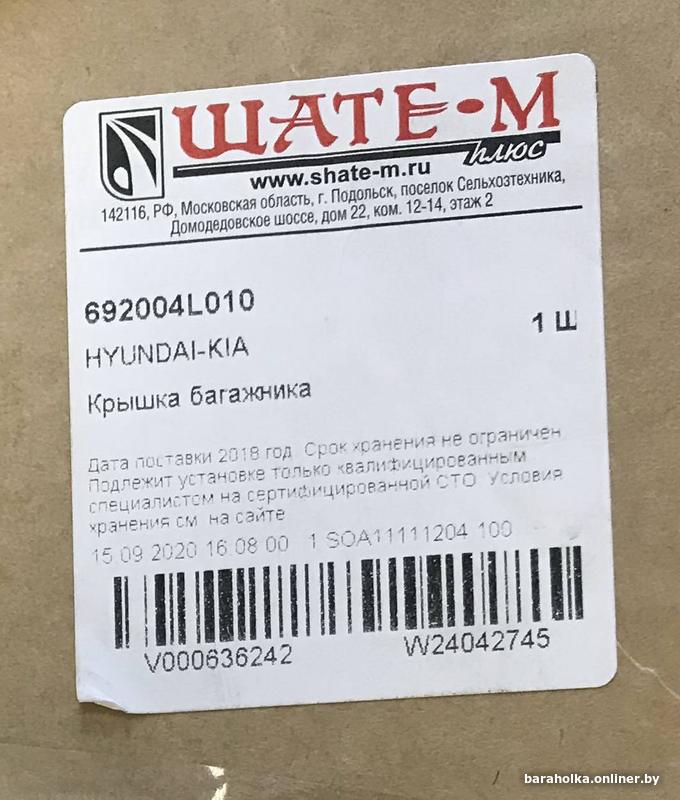 ШАТЕ-М
плюс
www.shate-m.ru
142116, РФ, Московская область, г. Подольск, поселок Сельхозтехника,
Домодедовское шоссе, дом 22, ком. 12-14, этаж 2
692004L010
1 Ш
HYUNDAI-KIA
Крышка багажника
Дата поставки 2018 год. Срок хранения не ограничен
Подлежит установке только квалифицированным
специалистом на сертифицированной СТО. Условия
хранения см. на сайте
15.09.2020 16:08:00 1 SOA11111204 100
V000636242 W24042745
baraholka.onliner.by